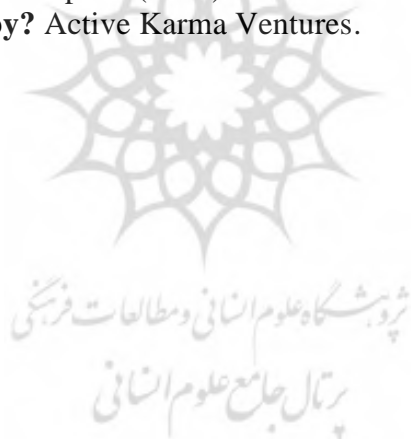 by? Active Karma Ventures.
پژوهشگاه علوم انسانی و مطالعات فرهنگی
پرتال جامع علوم انسانی